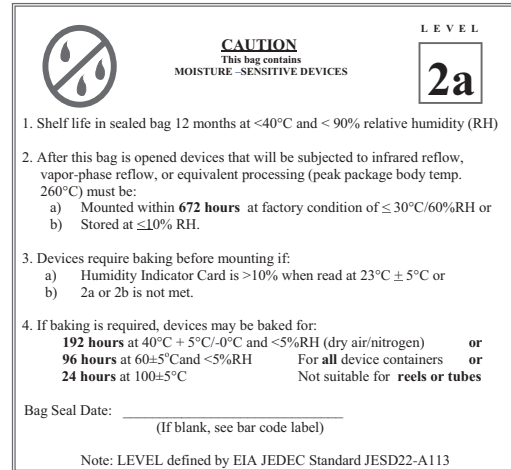 LEVEL
CAUTION
This bag contains
MOISTURE –SENSITIVE DEVICES
2a
1. Shelf life in sealed bag 12 months at <40°C and < 90% relative humidity (RH)
2. After this bag is opened devices that will be subjected to infrared reflow,
vapor-phase reflow, or equivalent processing (peak package body temp.
260°C) must be:
a) Mounted within 672 hours at factory condition of ≤ 30°C/60%RH or
b) Stored at ≤10% RH.
3. Devices require baking before mounting if:
a) Humidity Indicator Card is >10% when read at 23°C ± 5°C or
b) 2a or 2b is not met.
4. If baking is required, devices may be baked for:
192 hours at 40°C + 5°C/-0°C and <5%RH (dry air/nitrogen) or
96 hours at 60±5°Cand <5%RH For all device containers or
24 hours at 100±5°C Not suitable for reels or tubes
Bag Seal Date: ______________________________
(If blank, see bar code label)
Note: LEVEL defined by EIA JEDEC Standard JESD22-A113